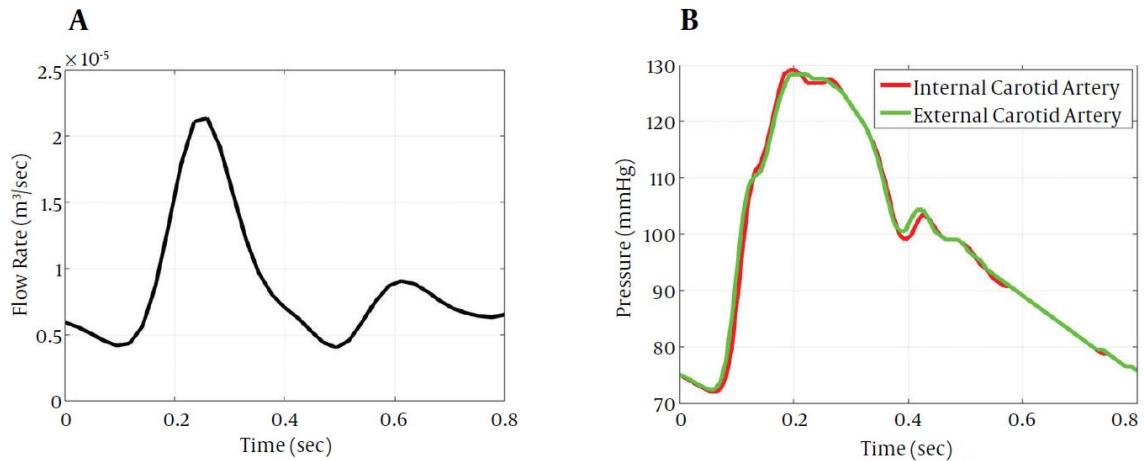 A
×10⁻⁵
2.5
2
1.5
1
0.5
0
Flow Rate (m³/sec)
0 0.2 0.4 0.6 0.8
Time (sec)
B
130
120
110
100
90
80
70
Pressure (mmHg)
Internal Carotid Artery
External Carotid Artery
0 0.2 0.4 0.6 0.8
Time (sec)